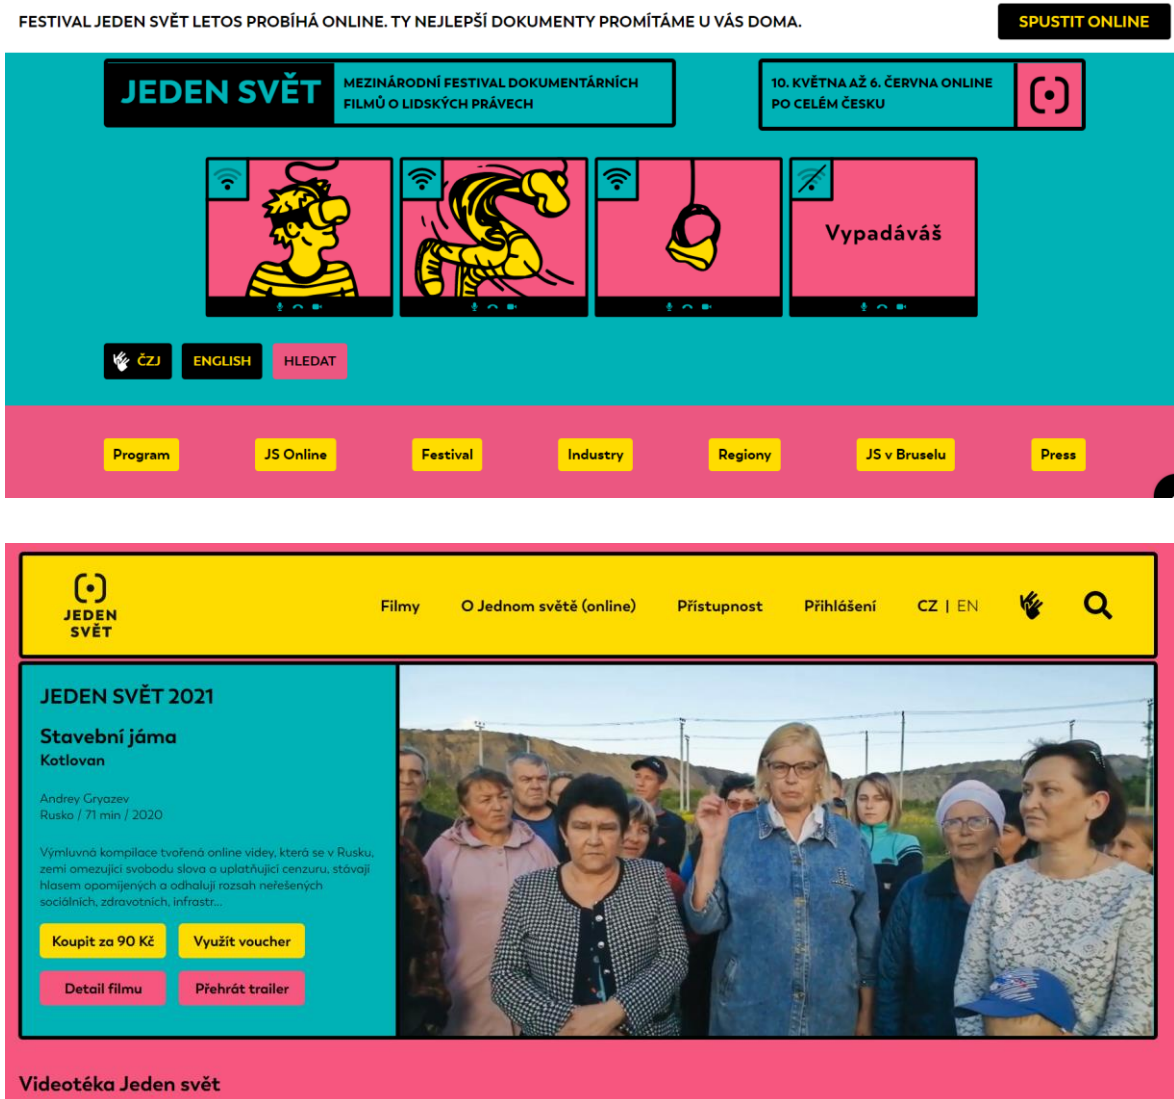 FESTIVAL JEDEN SVĚT LETOS PROBÍHÁ ONLINE. TY NEJLEPŠÍ DOKUMENTY PROMÍTÁME U VÁS DOMA.
SPUSTIT ONLINE
JEDEN SVĚT
MEZINÁRODNÍ FESTIVAL DOKUMENTÁRNÍCH
FILMŮ O LIDSKÝCH PRÁVECH
10. KVĚTNA AŽ 6. ČERVNA ONLINE
PO CELÉM ČESKU
Vypadáváš
ČZJ
ENGLISH
HLEDAT
Program
JS Online
Festival
Industry
Regiony
JS v Bruselu
Press
JEDEN
SVĚT
Filmy
O Jednom světě (online)
Přístupnost
Přihlášení
CZ | EN
JEDEN SVĚT 2021
Stavební jáma
Kotlovan
Andrey Gryazev
Rusko / 71 min / 2020
Výmluvná kompilace tvořená online videy, která se v Rusku,
zemi omezující svobodu slova a uplatňující cenzuru, stávají
hlasem opomíjených a odhalují rozsah neřešených
sociálních, zdravotních, infrastr...
Koupit za 90 Kč
Využít voucher
Detail filmu
Přehrát trailer
Videotéka Jeden svět